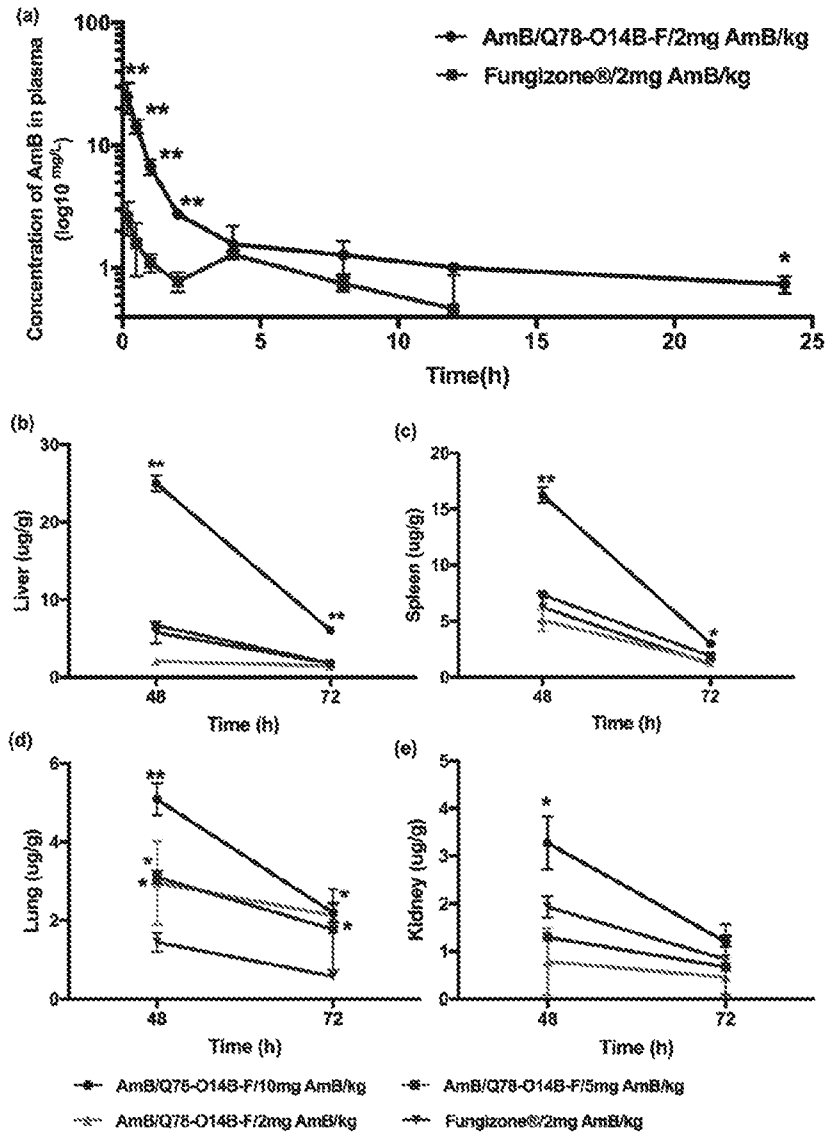 (a)
100
10
1
Concentration of AmB in plasma
(log10 mg/L)
AmB/Q78-O14B-F/2mg AmB/kg
Fungizone®/2mg AmB/kg
**
**
**
**
*
0 5 10 15 20 25
Time(h)
(b)
30
20
10
0
Liver (ug/g)
**
**
48 72
Time (h)
(c)
20
15
10
5
0
Spleen (ug/g)
**
*
48 72
Time (h)
(d)
6
4
2
0
Lung (ug/g)
**
*
*
*
*
48 72
Time (h)
(e)
5
4
3
2
1
0
Kidney (ug/g)
*
48 72
Time (h)
AmB/Q78-O14B-F/10mg AmB/kg
AmB/Q78-O14B-F/5mg AmB/kg
AmB/Q78-O14B-F/2mg AmB/kg
Fungizone®/2mg AmB/kg